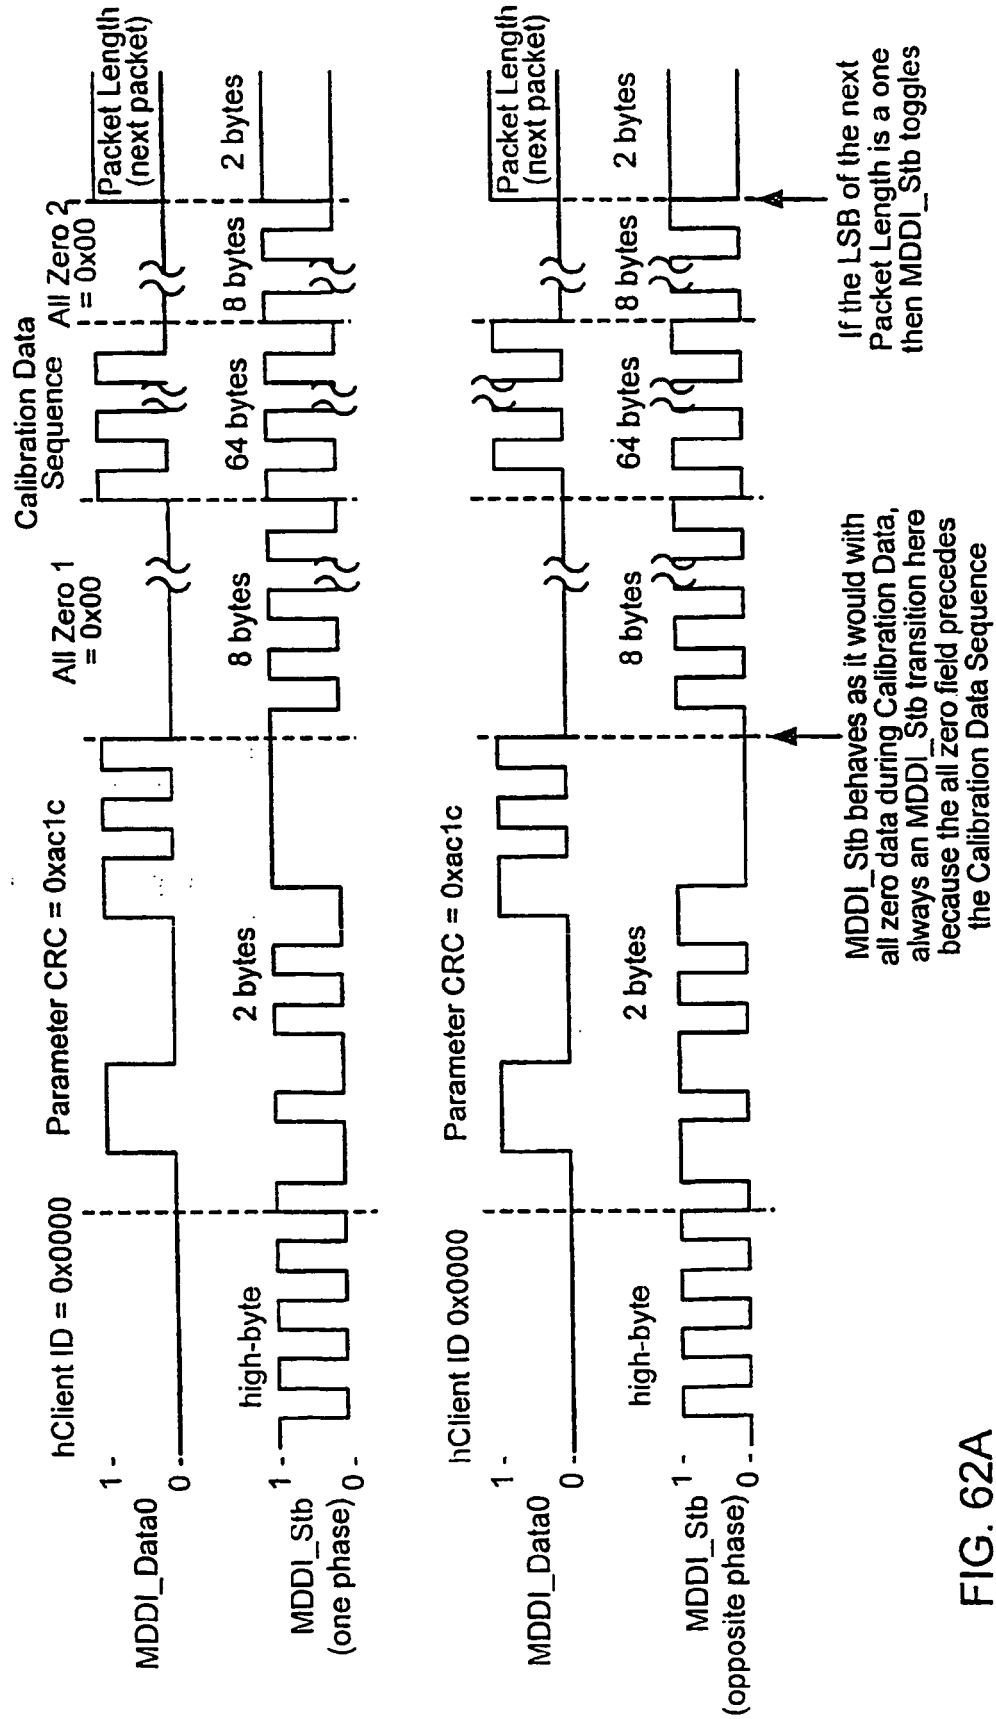 hClient ID = 0x0000
Parameter CRC = 0xac1c
All Zero 1
= 0x00
Calibration Data
Sequence
All Zero 2
= 0x00
Packet Length
(next packet)
MDDI_Data0
1
0
high-byte
2 bytes
8 bytes
64 bytes
8 bytes
2 bytes
MDDI_Stb
(one phase)
1
0
hClient ID 0x0000
Parameter CRC = 0xac1c
Packet Length
(next packet)
MDDI_Data0
1
0
high-byte
2 bytes
8 bytes
64 bytes
8 bytes
2 bytes
MDDI_Stb
(opposite phase)
1
0
MDDI_Stb behaves as it would with
all zero data during Calibration Data,
always an MDDI_Stb transition here
because the all zero field precedes
the Calibration Data Sequence
If the LSB of the next
Packet Length is a one
then MDDI_Stb toggles
FIG. 62A